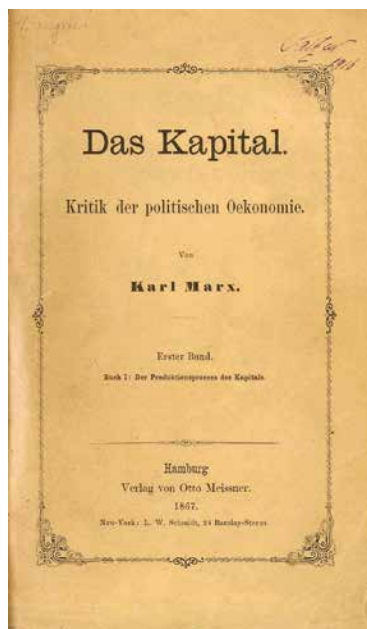 Das Kapital.
Kritik der politischen Oekonomie.
Von
Karl Marx.
Erster Band.
Buch I: Der Produktionsprocess des Kapitals.
Hamburg
Verlag von Otto Meissner.
1867.
New-York: L. W. Schmidt, 24 Barclay-Street.